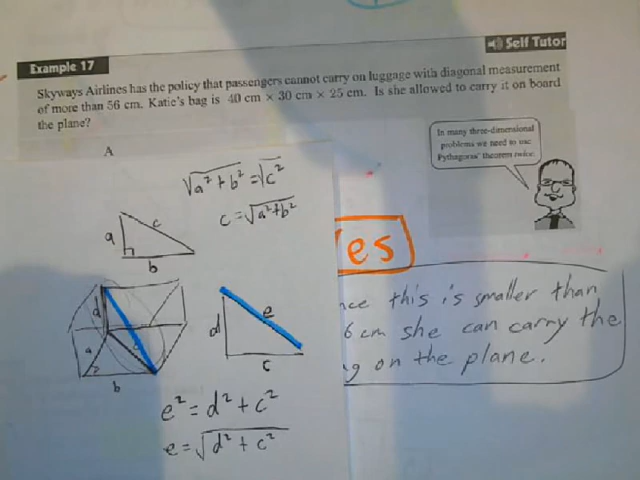 Example 17
Self Tutor
Skyways Airlines has the policy that passengers cannot carry on luggage with diagonal measurement
of more than 56 cm. Katie's bag is 40 cm × 30 cm × 25 cm. Is she allowed to carry it on board
the plane?
In many three-dimensional
problems we need to use
Pythagoras' theorem twice.
A
√a² + b² = √c²
c = √a²+b²
a
c
b
es
nce this is smaller than
6 cm she can carry the
g on the plane.
d
a
b
d
e
c
e² = d² + c²
e = √d² + c²